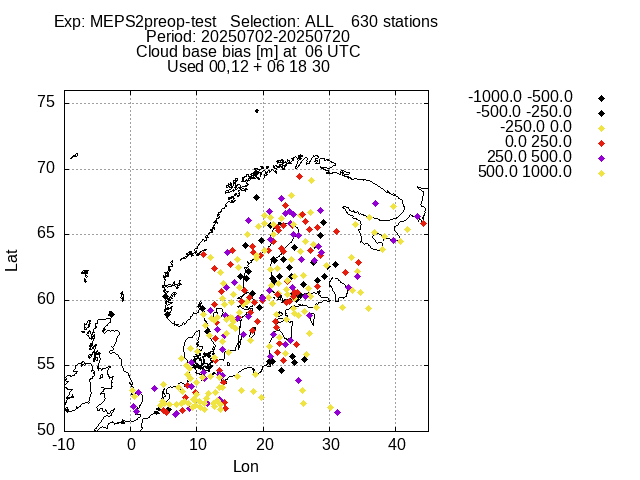 Exp: MEPS2preop-test   Selection: ALL    630 stations
Period: 20250702-20250720
Cloud base bias [m] at  06 UTC
Used 00,12 + 06 18 30
-1000.0 -500.0
-500.0 -250.0
-250.0 0.0
0.0 250.0
250.0 500.0
500.0 1000.0
75
70
65
60
55
50
Lat
-10 0 10 20 30 40
Lon